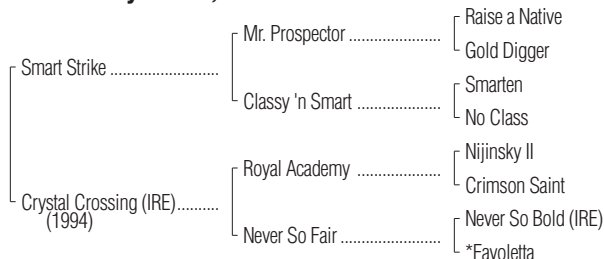 Raise a Native
Mr. Prospector ......................
Gold Digger
Smart Strike ..........................
Smarten
Classy 'n Smart ....................
No Class
Nijinsky II
Royal Academy ....................
Crimson Saint
Crystal Crossing (IRE)..........
(1994)
Never So Bold (IRE)
Never So Fair ........................
*Favoletta